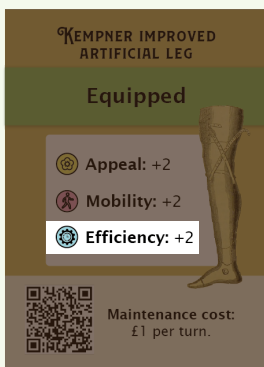 Kempner improved
artificial leg
Equipped
Appeal: +2
Mobility: +2
Efficiency: +2
Maintenance cost:
£1 per turn.